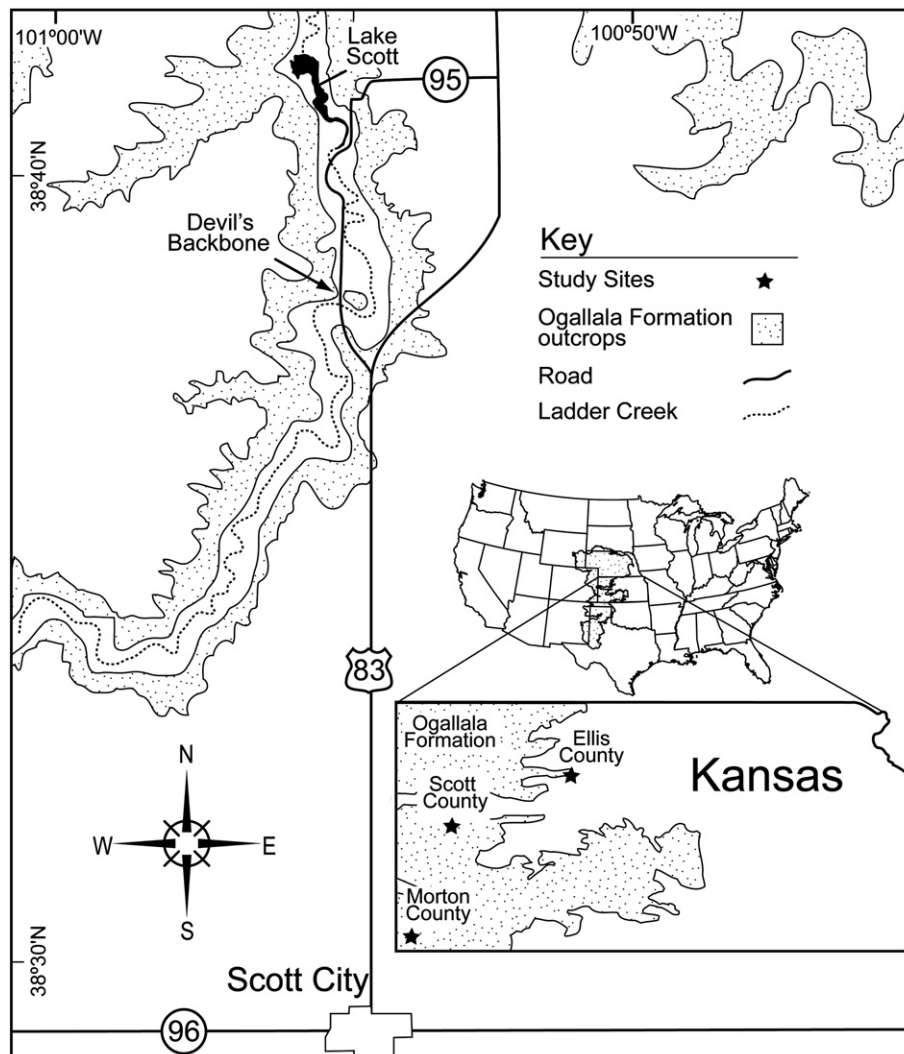 101°00'W
100°50'W
Lake
Scott
95
38°40'N
Devil's
Backbone
Key
Study Sites
Ogallala Formation
outcrops
Road
Ladder Creek
83
Ogallala
Formation
Ellis
County
Scott
County
Kansas
Morton
County
N
W
E
S
38°30'N
Scott City
96